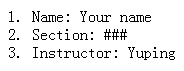 1. Name: Your name
2. Section: ###
3. Instructor: Yuping